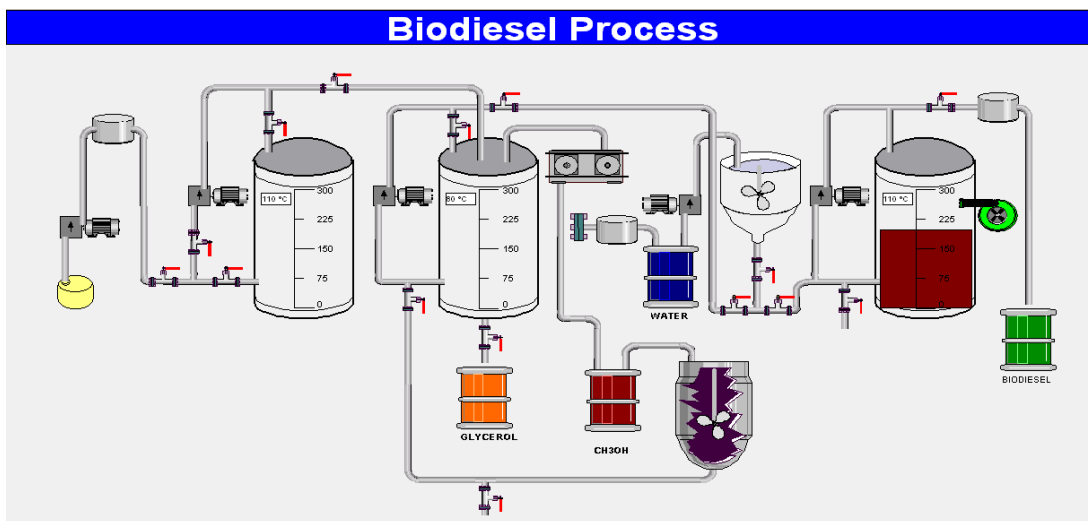 Biodiesel Process
110 °C
300
225
150
75
0
80 °C
300
225
150
75
0
110 °C
300
225
150
75
0
WATER
BIODIESEL
GLYCEROL
CH3OH